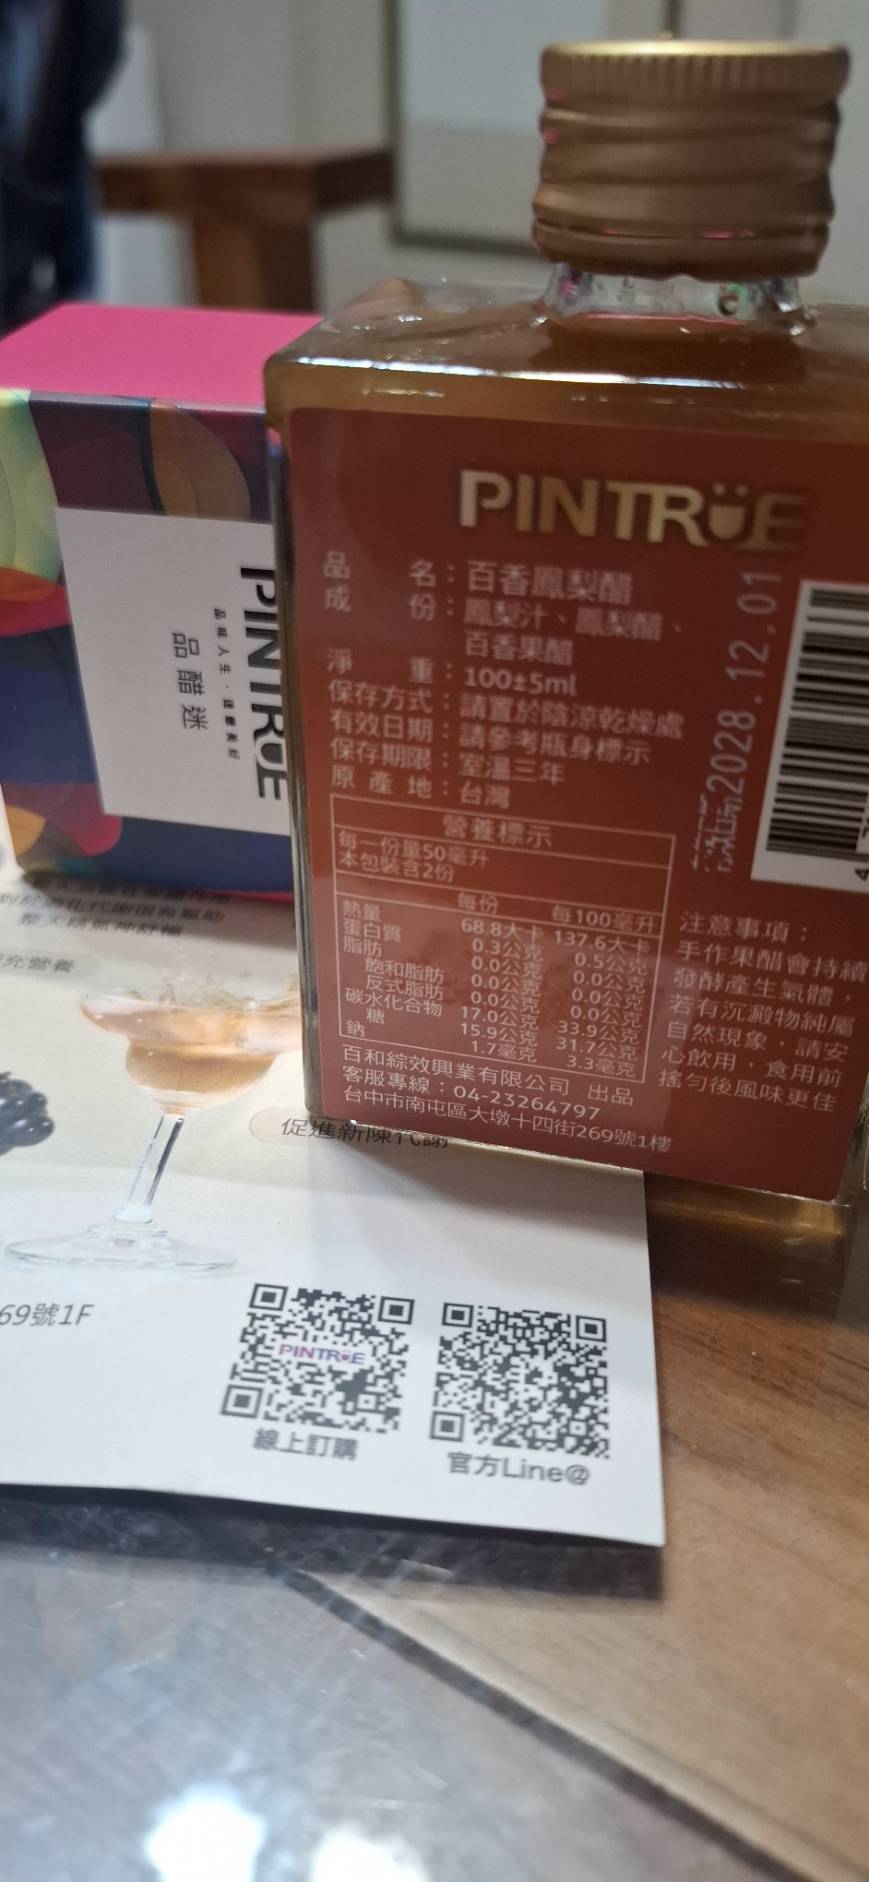 PINTRUE
品名：百香鳳梨醋
成份：鳳梨汁、鳳梨醋、
百香果醋
淨重：100±5ml
保存方式：請置於陰涼乾燥處
有效日期：請參考瓶身標示
保存期限：室溫三年
原產地：台灣
2028.12.01
營養標示
每一份量50毫升
本包裝含2份
每份 每100毫升
熱量 68.8大卡 137.6大卡
蛋白質 0.3公克 0.5公克
脂肪 0.0公克 0.0公克
飽和脂肪 0.0公克 0.0公克
反式脂肪 0.0公克 0.0公克
碳水化合物 17.0公克 33.9公克
糖 15.9公克 31.7公克
鈉 1.7毫克 3.3毫克
注意事項：
手作果醋會持續
發酵產生氣體，
若有沉澱物純屬
自然現象，請安
心飲用，食用前
搖勻後風味更佳
百和綜效興業有限公司 出品
客服專線：04-23264797
台中市南屯區大墩十四街269號1樓
PINTRUE
品醋迷
充營養
促進新陳代謝
69號1F
PINTRUE
線上訂購
官方Line@